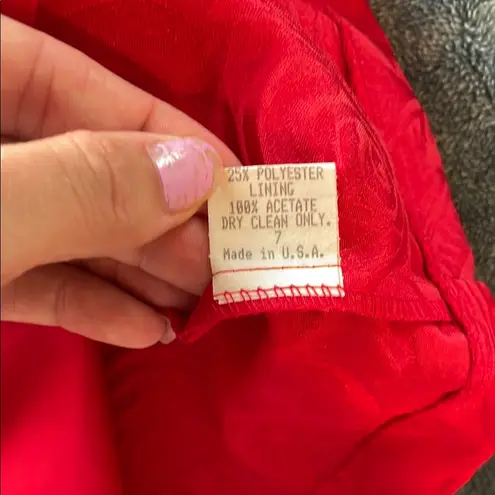 25% POLYESTER
LINING
100% ACETATE
DRY CLEAN ONLY.
7
Made in U.S.A.